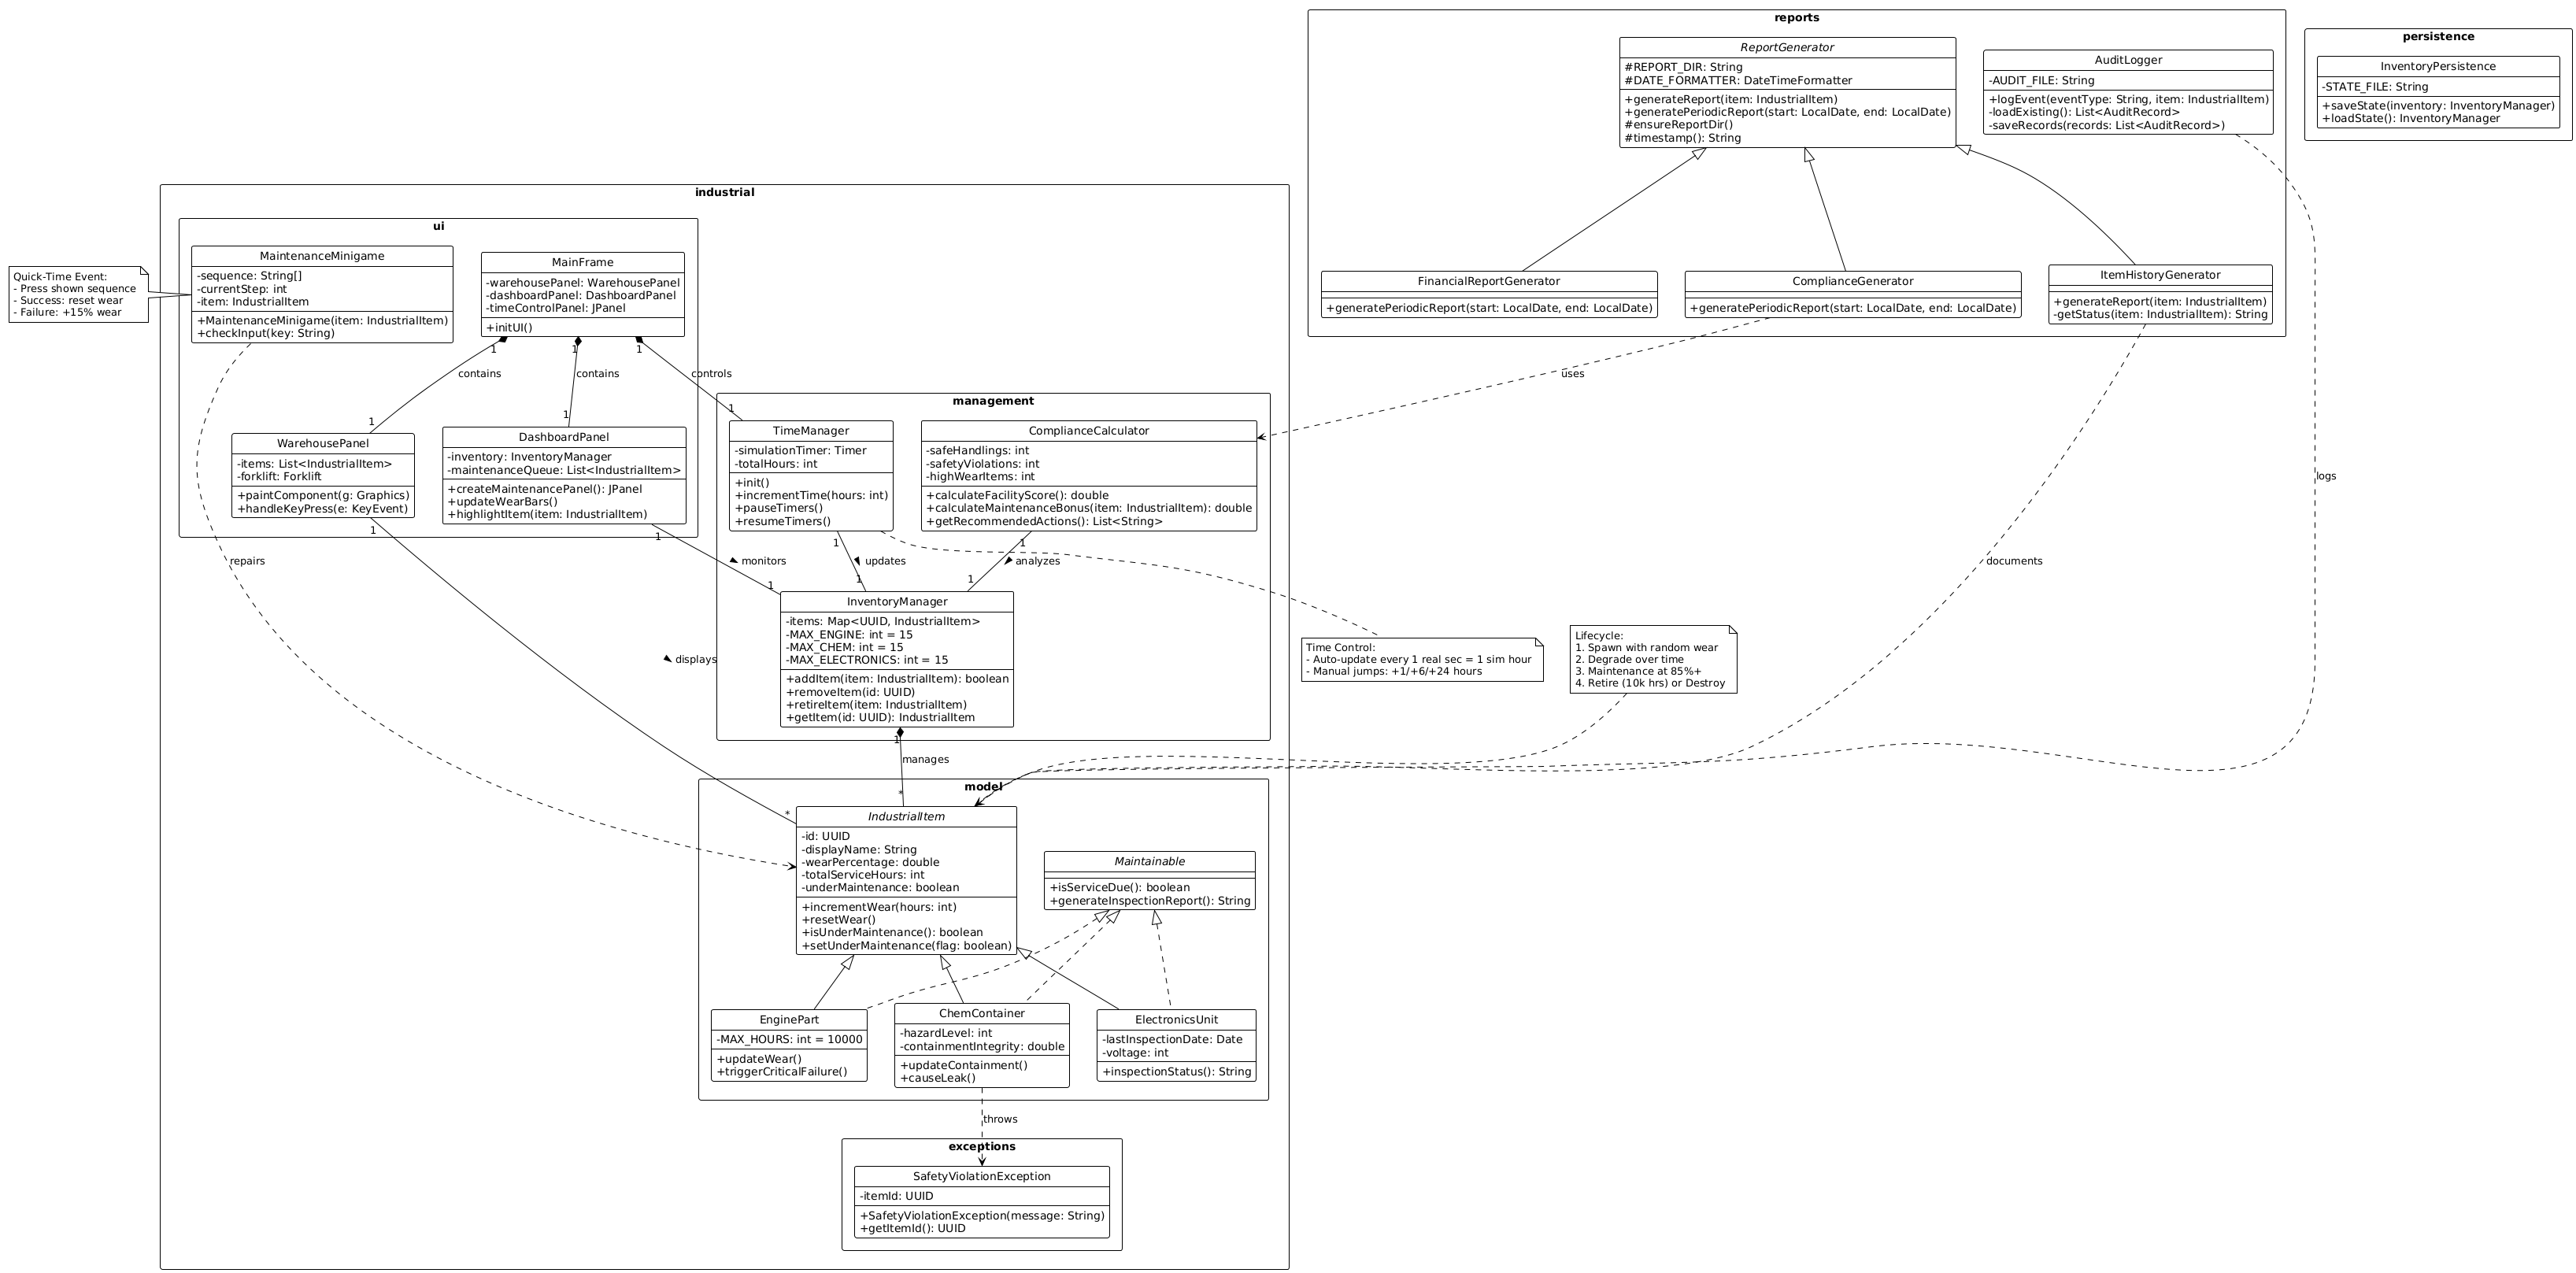 reports
ReportGenerator
#REPORT_DIR: String
#DATE_FORMATTER: DateTimeFormatter
+generateReport(item: IndustrialItem)
+generatePeriodicReport(start: LocalDate, end: LocalDate)
#ensureReportDir()
#timestamp(): String
AuditLogger
-AUDIT_FILE: String
+logEvent(eventType: String, item: IndustrialItem)
-loadExisting(): List<AuditRecord>
-saveRecords(records: List<AuditRecord>)
persistence
InventoryPersistence
-STATE_FILE: String
+saveState(inventory: InventoryManager)
+loadState(): InventoryManager
FinancialReportGenerator
+generatePeriodicReport(start: LocalDate, end: LocalDate)
ComplianceGenerator
+generatePeriodicReport(start: LocalDate, end: LocalDate)
ItemHistoryGenerator
+generateReport(item: IndustrialItem)
-getStatus(item: IndustrialItem): String
industrial
ui
Quick-Time Event:
- Press shown sequence
- Success: reset wear
- Failure: +15% wear
MaintenanceMinigame
-sequence: String[]
-currentStep: int
-item: IndustrialItem
+MaintenanceMinigame(item: IndustrialItem)
+checkInput(key: String)
MainFrame
-warehousePanel: WarehousePanel
-dashboardPanel: DashboardPanel
-timeControlPanel: JPanel
+initUI()
1
1
1
contains
contains
controls
uses
1
1
1
WarehousePanel
-items: List<IndustrialItem>
-forklift: Forklift
+paintComponent(g: Graphics)
+handleKeyPress(e: KeyEvent)
DashboardPanel
-inventory: InventoryManager
-maintenanceQueue: List<IndustrialItem>
+createMaintenancePanel(): JPanel
+updateWearBars()
+highlightItem(item: IndustrialItem)
management
TimeManager
-simulationTimer: Timer
-totalHours: int
+init()
+incrementTime(hours: int)
+pauseTimers()
+resumeTimers()
ComplianceCalculator
-safeHandlings: int
-safetyViolations: int
-highWearItems: int
+calculateFacilityScore(): double
+calculateMaintenanceBonus(item: IndustrialItem): double
+getRecommendedActions(): List<String>
logs
1
1
1
1
repairs
monitors
updates
analyzes
documents
1
1
1
InventoryManager
-items: Map<UUID, IndustrialItem>
-MAX_ENGINE: int = 15
-MAX_CHEM: int = 15
-MAX_ELECTRONICS: int = 15
+addItem(item: IndustrialItem): boolean
+removeItem(id: UUID)
+retireItem(item: IndustrialItem)
+getItem(id: UUID): IndustrialItem
displays
Time Control:
- Auto-update every 1 real sec = 1 sim hour
- Manual jumps: +1/+6/+24 hours
Lifecycle:
1. Spawn with random wear
2. Degrade over time
3. Maintenance at 85%+
4. Retire (10k hrs) or Destroy
1
manages
*
*
model
IndustrialItem
-id: UUID
-displayName: String
-wearPercentage: double
-totalServiceHours: int
-underMaintenance: boolean
+incrementWear(hours: int)
+resetWear()
+isUnderMaintenance(): boolean
+setUnderMaintenance(flag: boolean)
Maintainable
+isServiceDue(): boolean
+generateInspectionReport(): String
EnginePart
-MAX_HOURS: int = 10000
+updateWear()
+triggerCriticalFailure()
ChemContainer
-hazardLevel: int
-containmentIntegrity: double
+updateContainment()
+causeLeak()
ElectronicsUnit
-lastInspectionDate: Date
-voltage: int
+inspectionStatus(): String
throws
exceptions
SafetyViolationException
-itemId: UUID
+SafetyViolationException(message: String)
+getItemId(): UUID